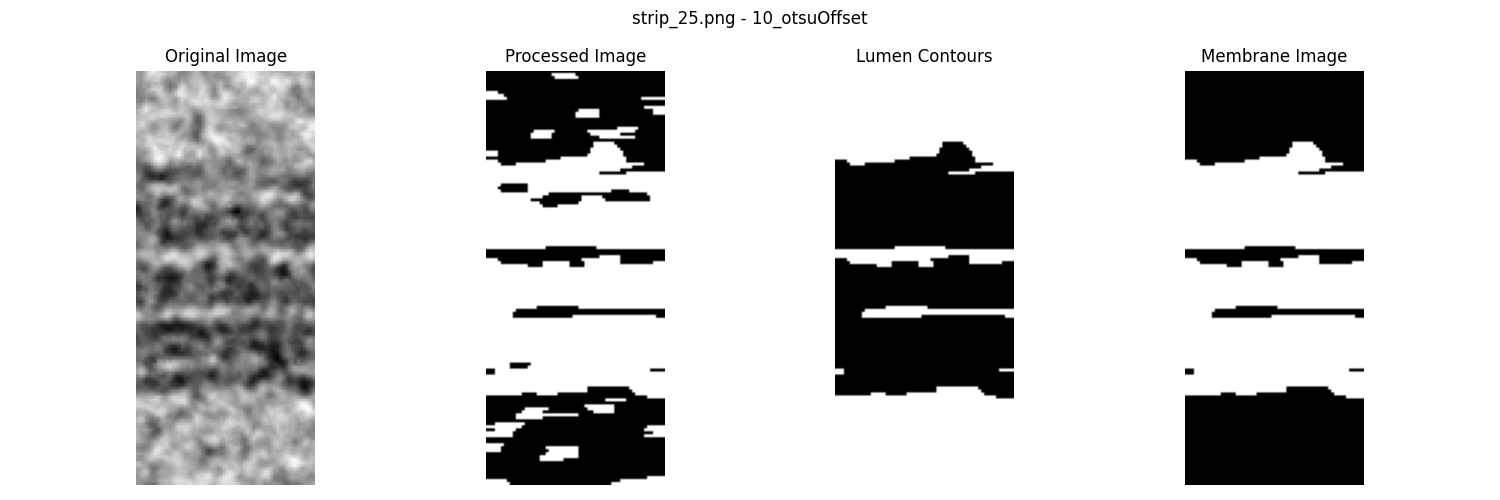 strip_25.png - 10_otsuOffset
Original Image
Processed Image
Lumen Contours
Membrane Image